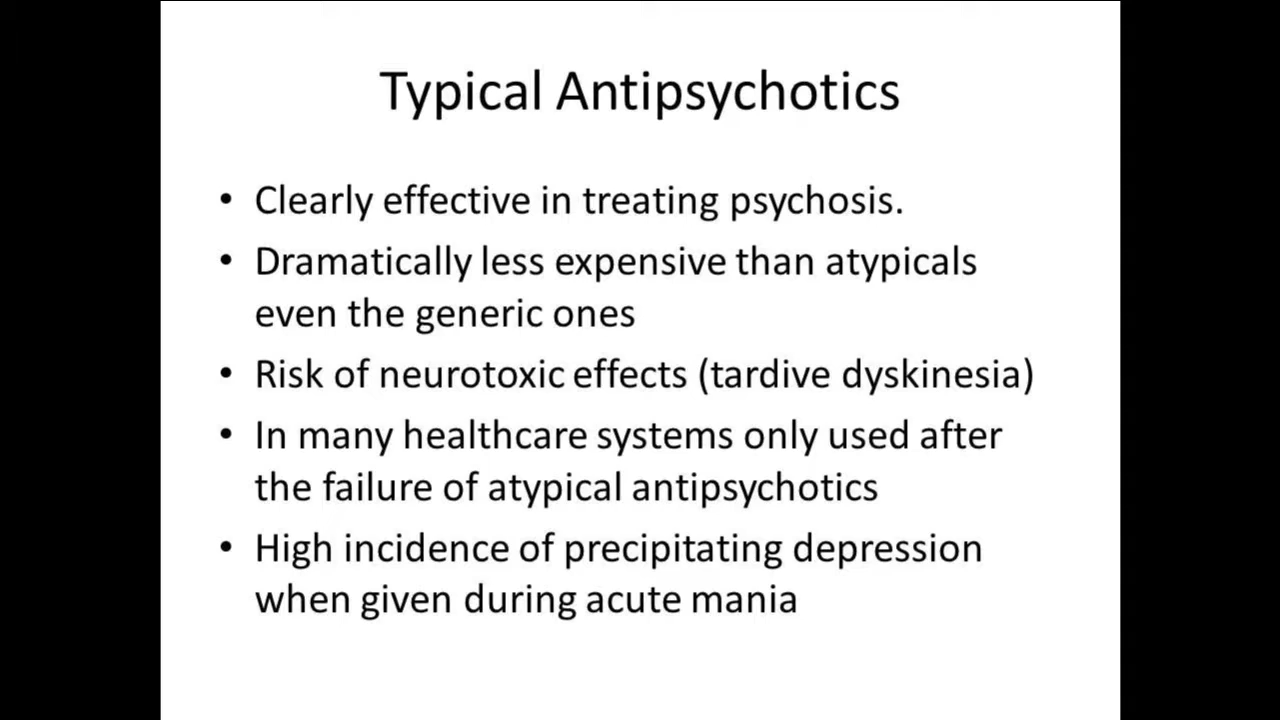 Typical Antipsychotics
• Clearly effective in treating psychosis.
• Dramatically less expensive than atypicals
even the generic ones
• Risk of neurotoxic effects (tardive dyskinesia)
• In many healthcare systems only used after
the failure of atypical antipsychotics
• High incidence of precipitating depression
when given during acute mania